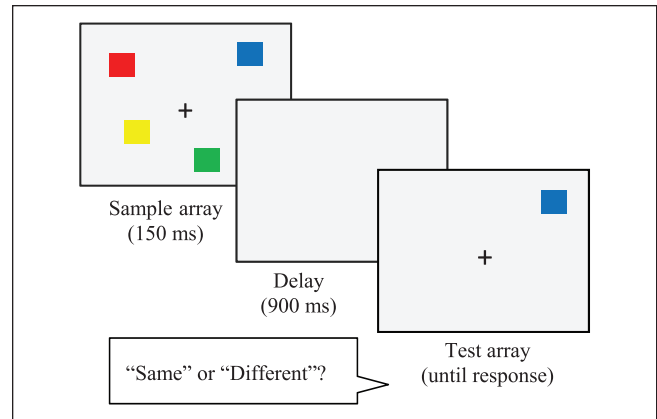 Sample array
(150 ms)
Delay
(900 ms)
Test array
(until response)
“Same” or “Different”?